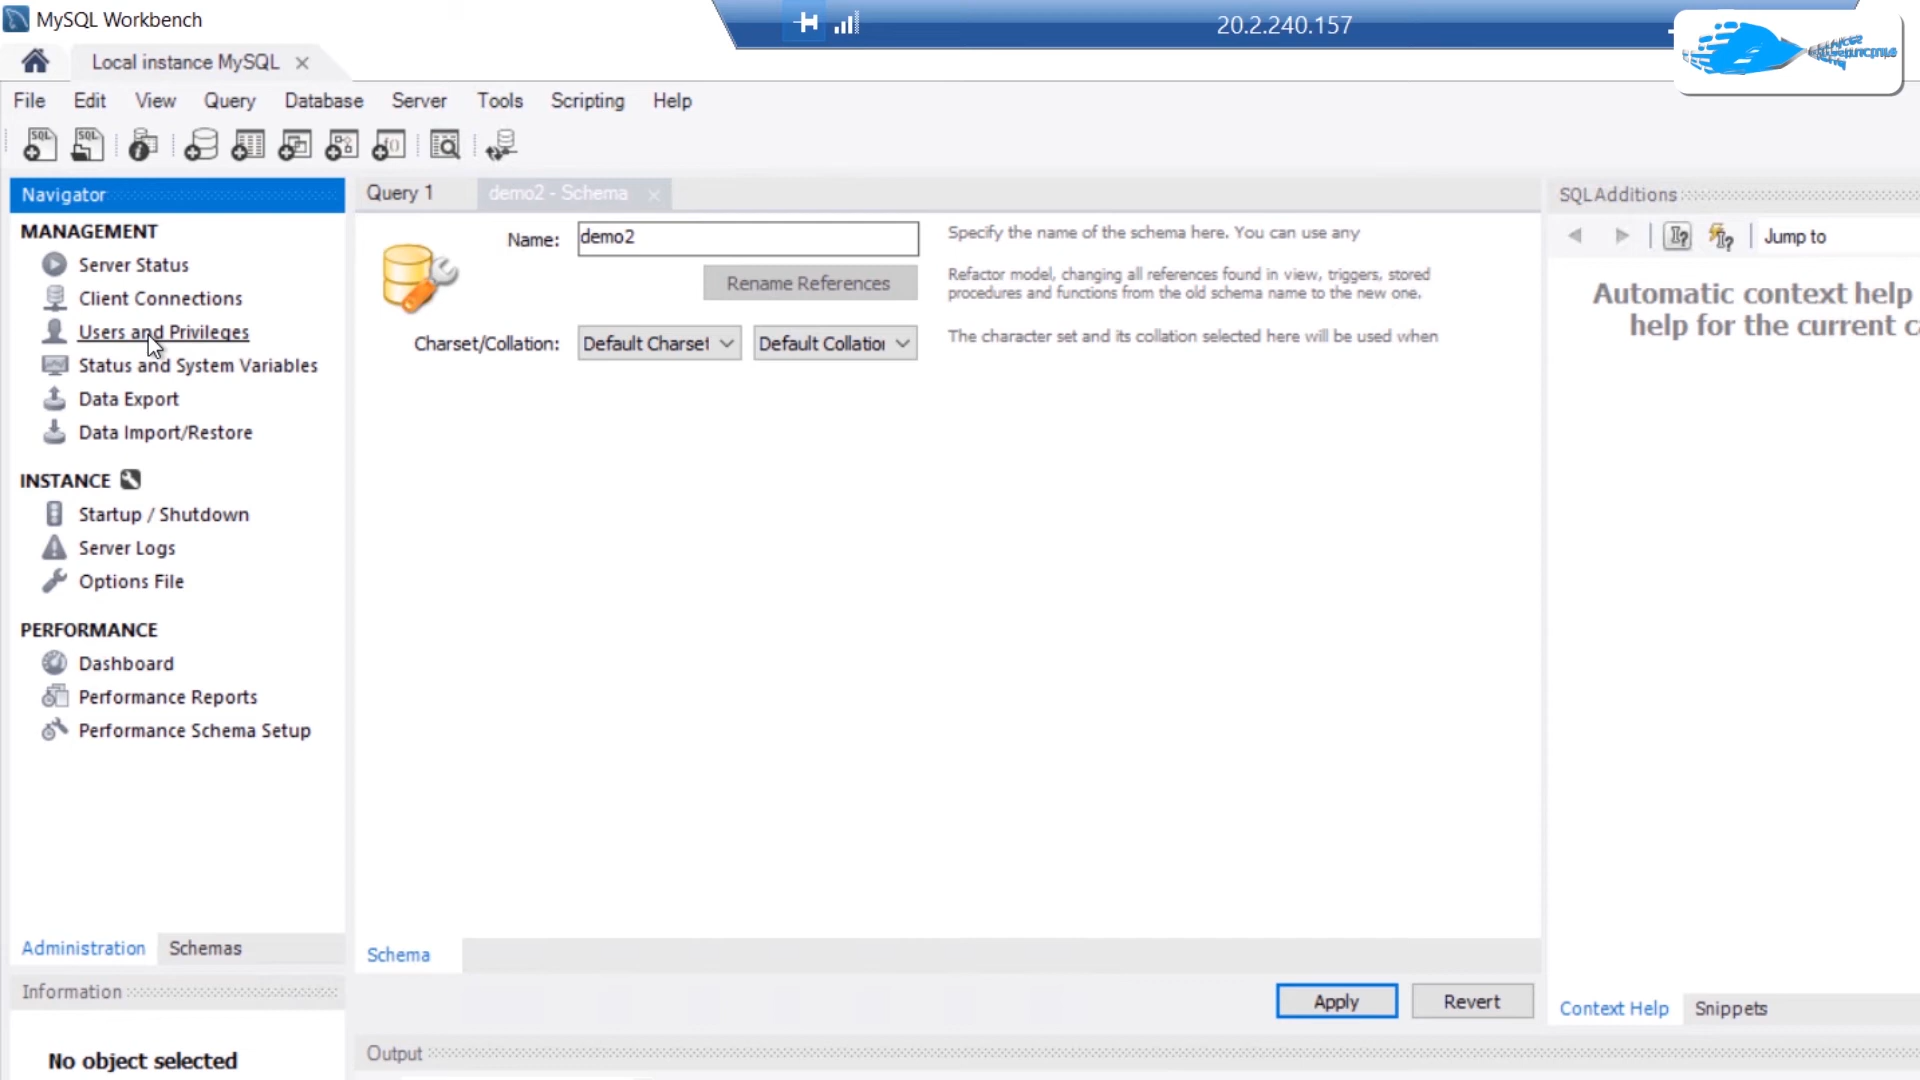 MySQL Workbench
20.2.240.157
Local instance MySQL
File Edit View Query Database Server Tools Scripting Help
Navigator
MANAGEMENT
Server Status
Client Connections
Users and Privileges
Status and System Variables
Data Export
Data Import/Restore
INSTANCE
Startup / Shutdown
Server Logs
Options File
PERFORMANCE
Dashboard
Performance Reports
Performance Schema Setup
Administration Schemas
Information
No object selected
Query 1 demo2 - Schema
Name: demo2
Specify the name of the schema here. You can use any
Rename References
Refactor model, changing all references found in view, triggers, stored
procedures and functions from the old schema name to the new one.
Charset/Collation: Default Charset Default Collation
The character set and its collation selected here will be used when
Schema
Apply Revert
Output
SQLAdditions
Jump to
Automatic context help
help for the current ca
Context Help Snippets